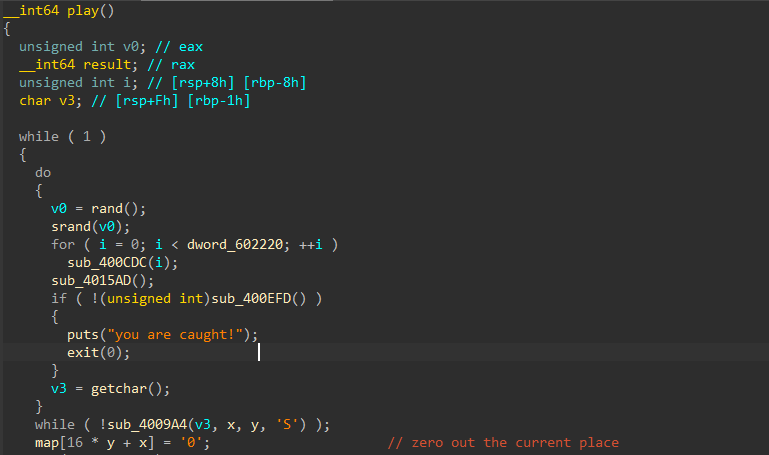 __int64 play()
{
  unsigned int v0; // eax
  __int64 result; // rax
  unsigned int i; // [rsp+8h] [rbp-8h]
  char v3; // [rsp+Fh] [rbp-1h]

  while ( 1 )
  {
    do
    {
      v0 = rand();
      srand(v0);
      for ( i = 0; i < dword_602220; ++i )
        sub_400CDC(i);
      sub_4015AD();
      if ( !(unsigned int)sub_400EFD() )
      {
        puts("you are caught!");
        exit(0);
      }
      v3 = getchar();
    }
    while ( !sub_4009A4(v3, x, y, 'S') );
    map[16 * y + x] = '0';                      // zero out the current place